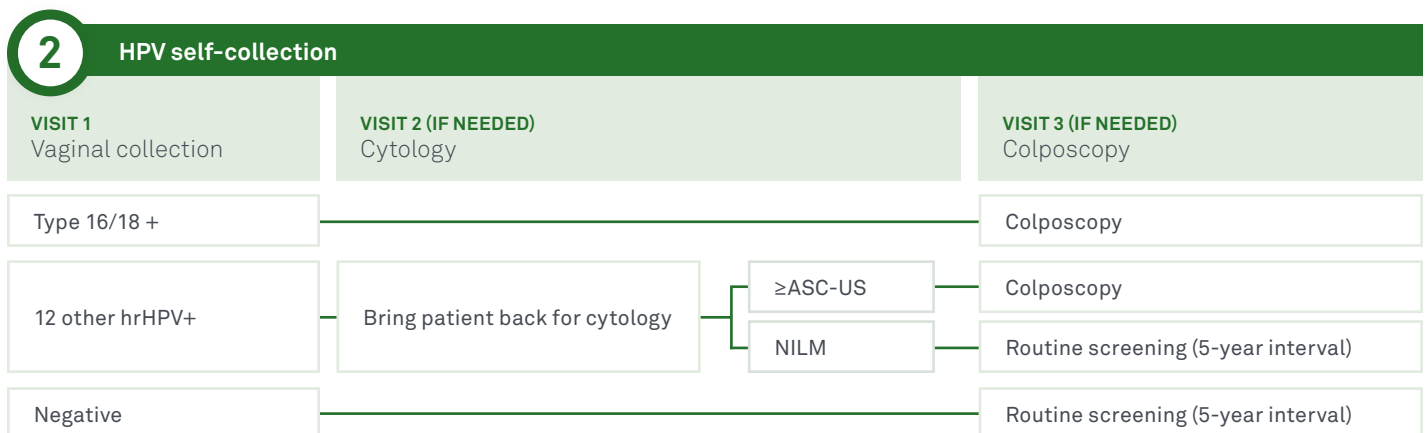 2
HPV self-collection
VISIT 1
Vaginal collection
VISIT 2 (IF NEEDED)
Cytology
VISIT 3 (IF NEEDED)
Colposcopy
Type 16/18 +
Colposcopy
12 other hrHPV+
Bring patient back for cytology
≥ASC-US
Colposcopy
NILM
Routine screening (5-year interval)
Negative
Routine screening (5-year interval)